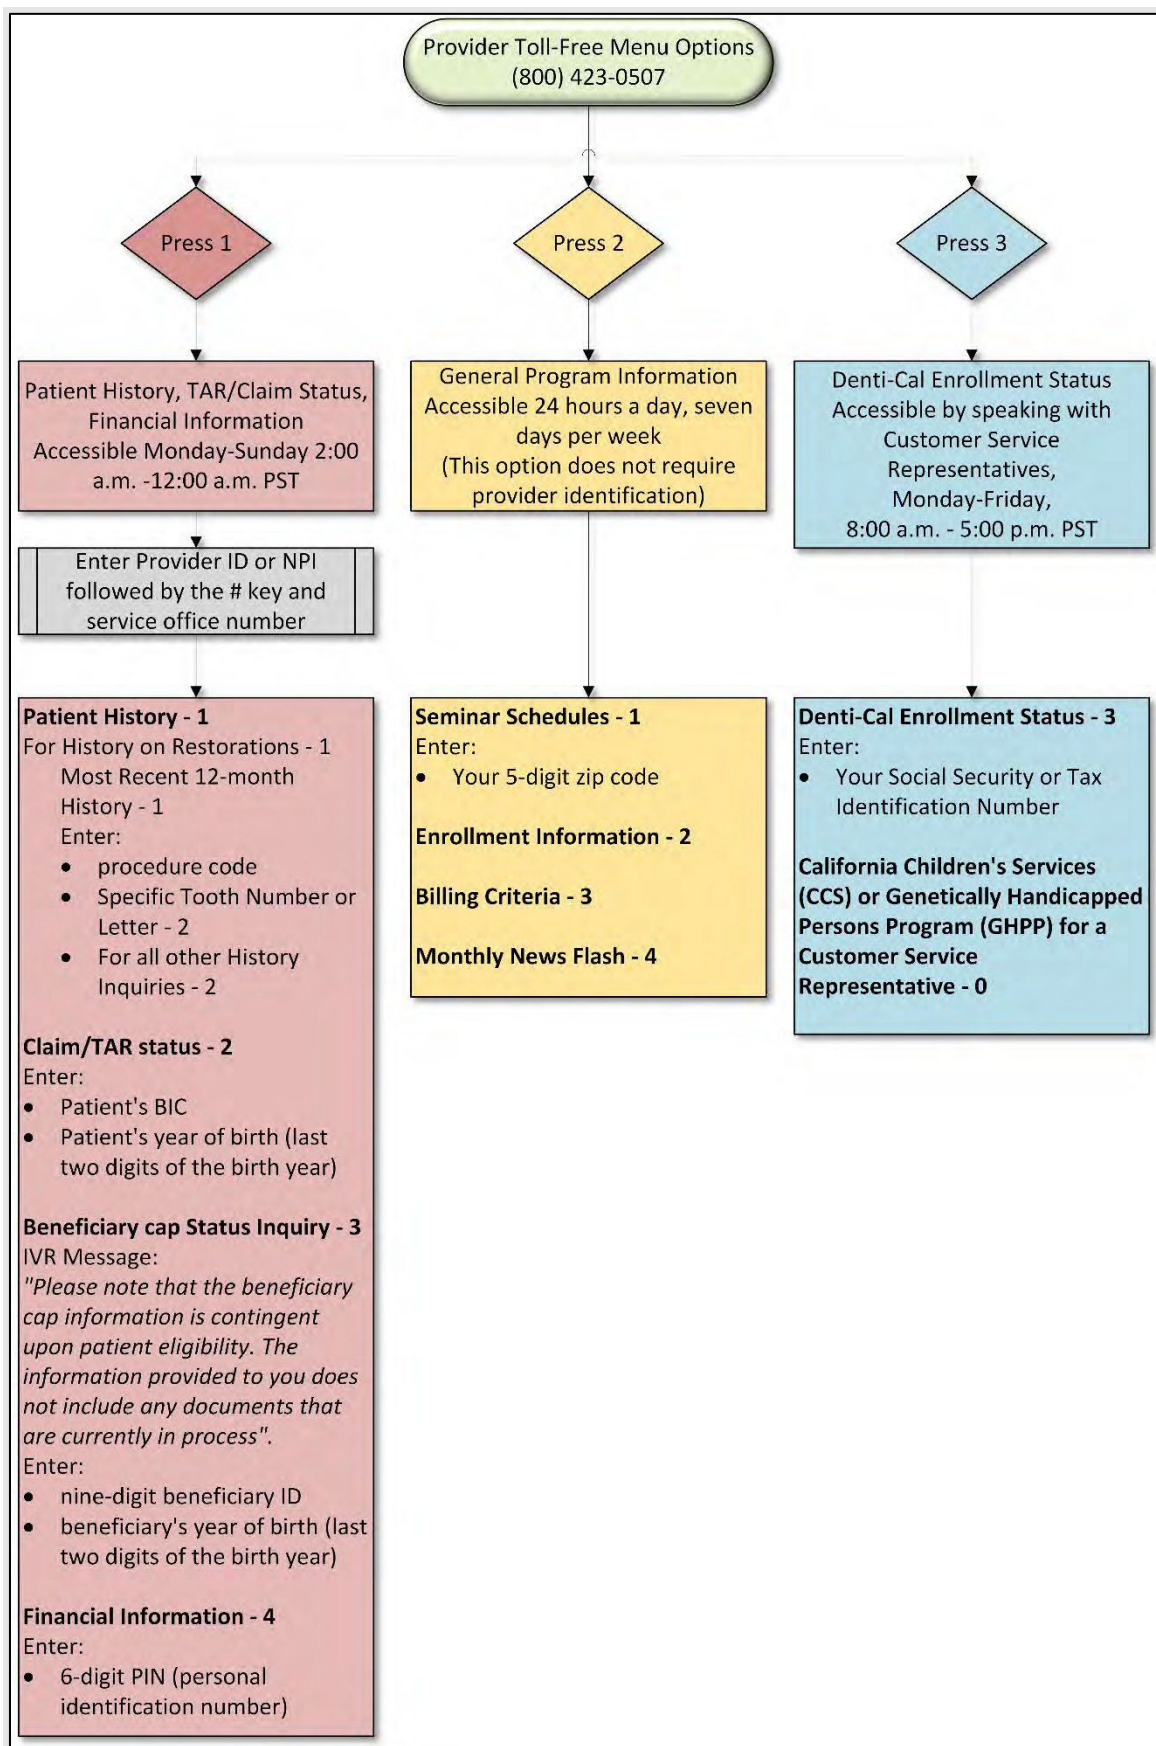 Provider Toll-Free Menu Options
(800) 423-0507
Press 1
Press 2
Press 3
Patient History, TAR/Claim Status,
Financial Information
Accessible Monday-Sunday 2:00
a.m. -12:00 a.m. PST
General Program Information
Accessible 24 hours a day, seven
days per week
(This option does not require
provider identification)
Denti-Cal Enrollment Status
Accessible by speaking with
Customer Service
Representatives,
Monday-Friday,
8:00 a.m. - 5:00 p.m. PST
Enter Provider ID or NPI
followed by the # key and
service office number
Patient History - 1
For History on Restorations - 1
Most Recent 12-month
History - 1
Enter:
• procedure code
• Specific Tooth Number or
Letter - 2
• For all other History
Inquiries - 2
Claim/TAR status - 2
Enter:
• Patient's BIC
• Patient's year of birth (last
two digits of the birth year)
Beneficiary cap Status Inquiry - 3
IVR Message:
"Please note that the beneficiary
cap information is contingent
upon patient eligibility. The
information provided to you does
not include any documents that
are currently in process".
Enter:
• nine-digit beneficiary ID
• beneficiary's year of birth (last
two digits of the birth year)
Financial Information - 4
Enter:
• 6-digit PIN (personal
identification number)
Seminar Schedules - 1
Enter:
• Your 5-digit zip code
Enrollment Information - 2
Billing Criteria - 3
Monthly News Flash - 4
Denti-Cal Enrollment Status - 3
Enter:
• Your Social Security or Tax
Identification Number
California Children's Services
(CCS) or Genetically Handicapped
Persons Program (GHPP) for a
Customer Service
Representative - 0